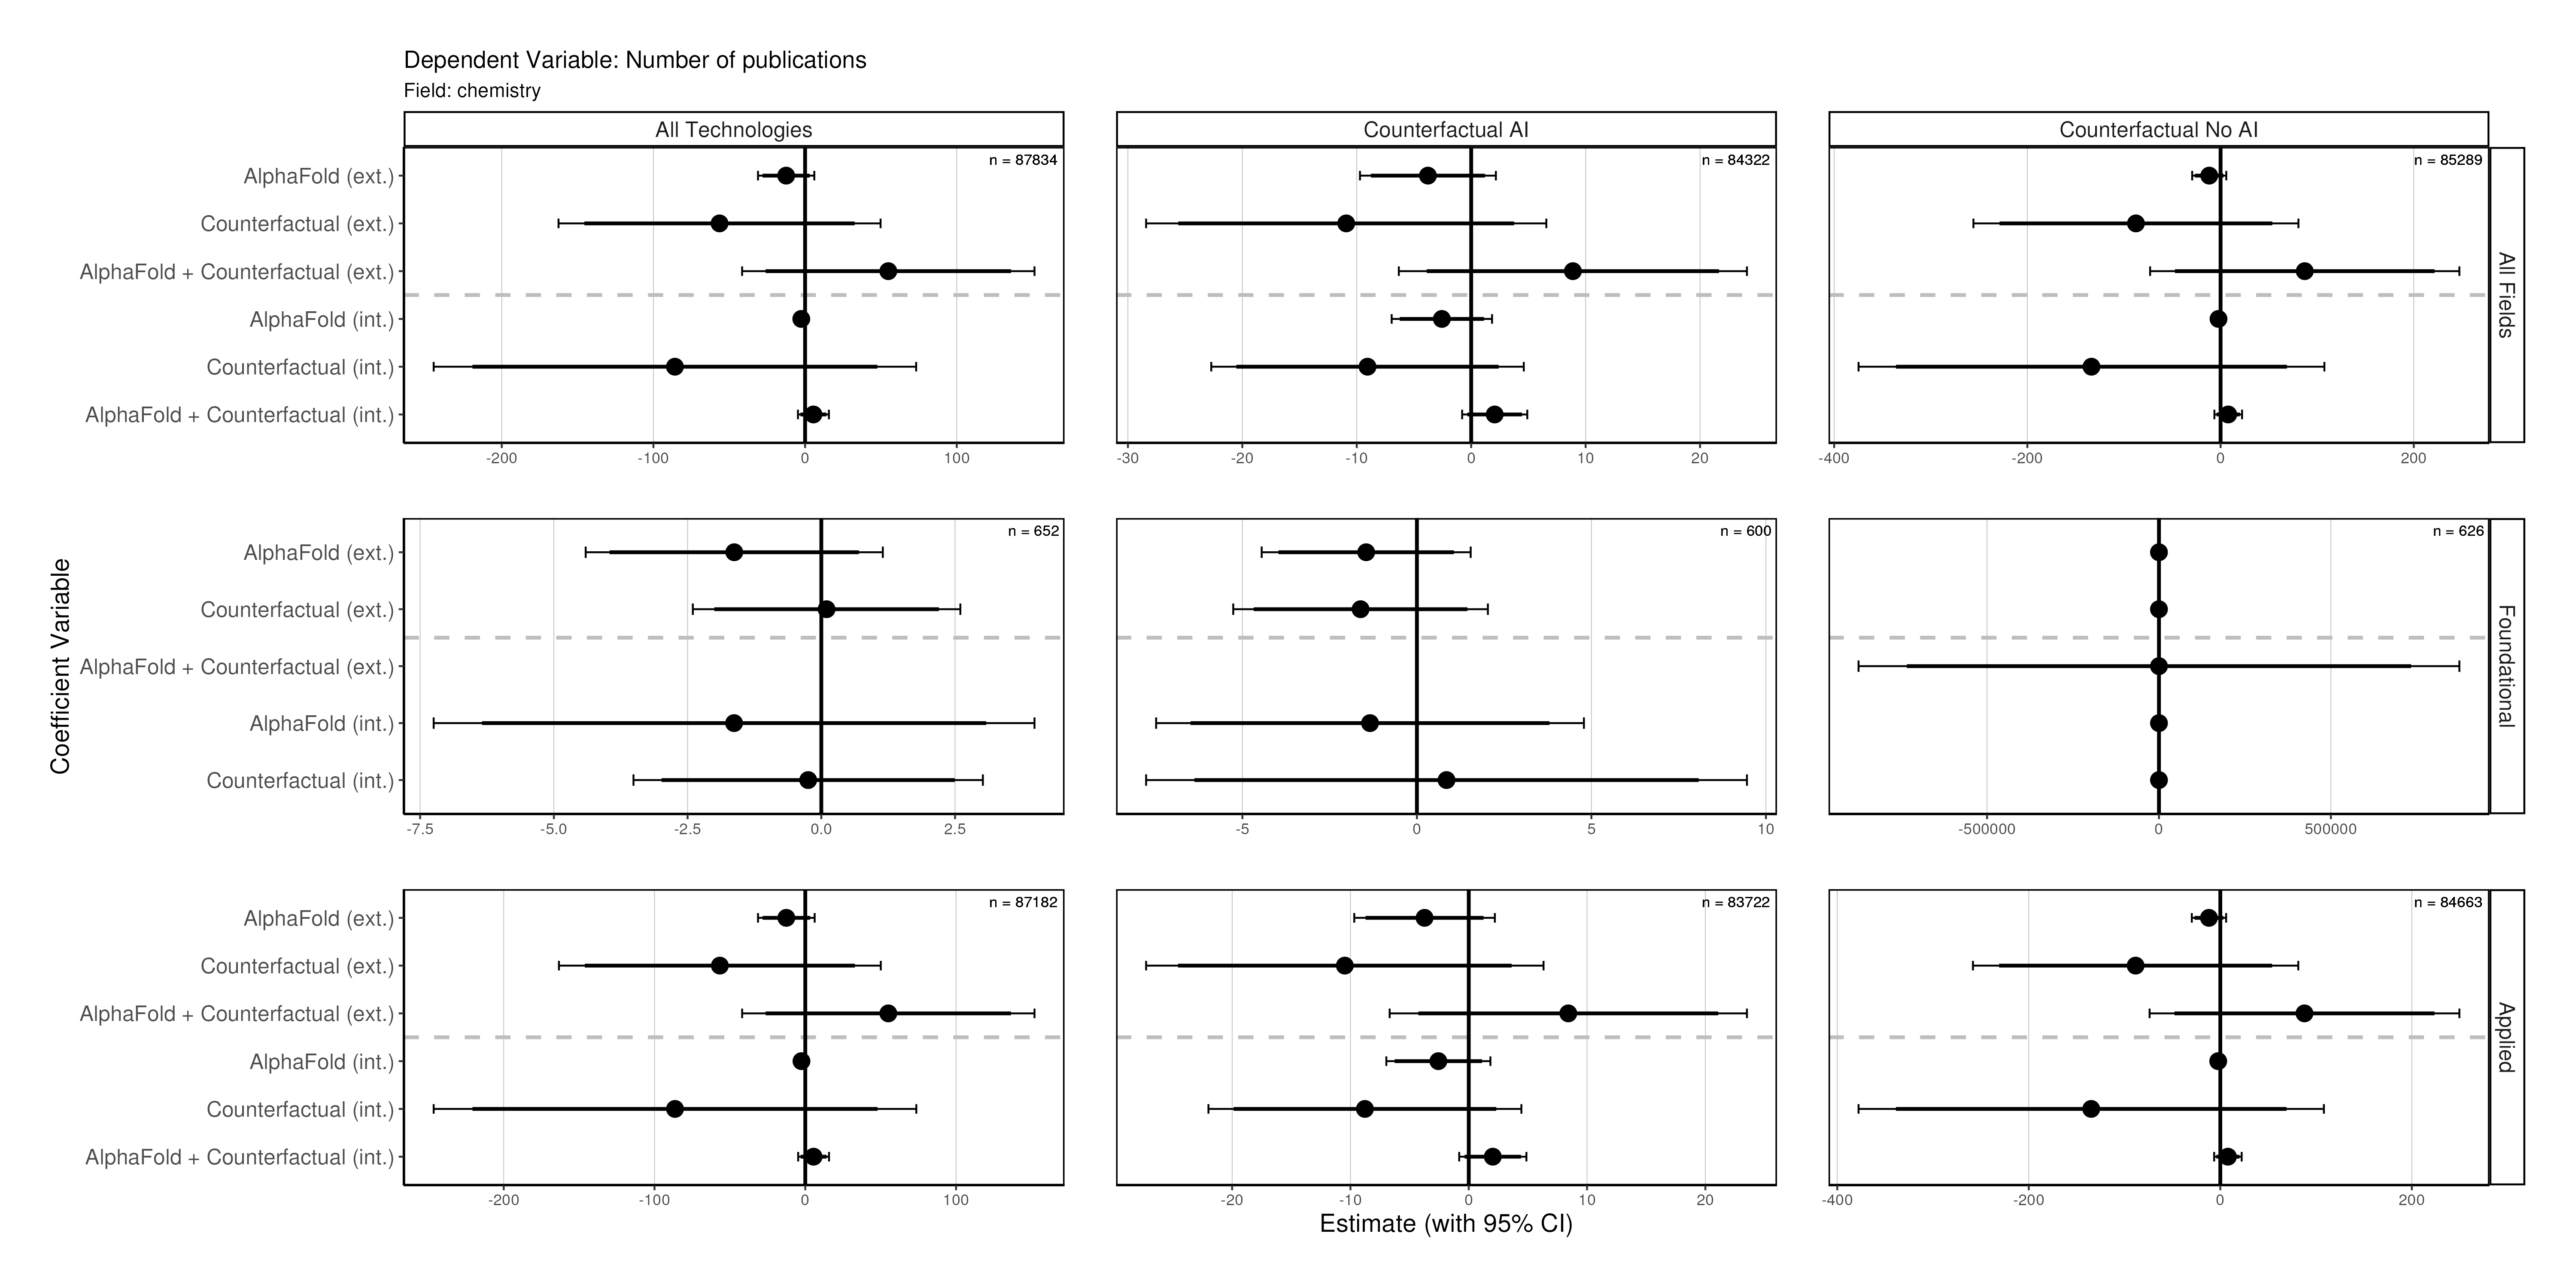 Dependent Variable: Number of publications
Field: chemistry
All Technologies
Counterfactual AI
Counterfactual No AI
n = 87834
n = 84322
n = 85289
AlphaFold (ext.)
Counterfactual (ext.)
AlphaFold + Counterfactual (ext.)
AlphaFold (int.)
Counterfactual (int.)
AlphaFold + Counterfactual (int.)
All Fields
-200 -100 0 100
-30 -20 -10 0 10 20
-400 -200 0 200
n = 652
n = 600
n = 626
Coefficient Variable
AlphaFold (ext.)
Counterfactual (ext.)
AlphaFold + Counterfactual (ext.)
AlphaFold (int.)
Counterfactual (int.)
Foundational
-7.5 -5.0 -2.5 0.0 2.5
-5 0 5 10
-500000 0 500000
n = 87182
n = 83722
n = 84663
AlphaFold (ext.)
Counterfactual (ext.)
AlphaFold + Counterfactual (ext.)
AlphaFold (int.)
Counterfactual (int.)
AlphaFold + Counterfactual (int.)
Applied
-200 -100 0 100
-20 -10 0 10 20
-400 -200 0 200
Estimate (with 95% CI)